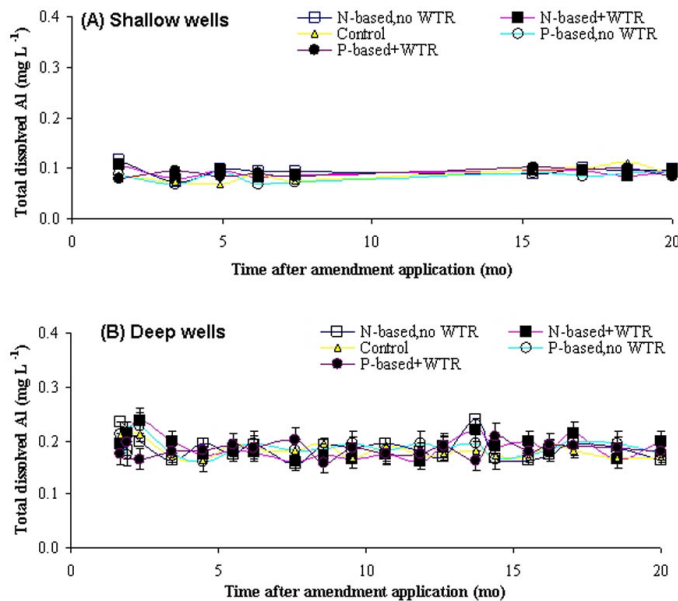 (A) Shallow wells
N-based,no WTR
N-based+WTR
Control
P-based,no WTR
P-based+WTR
Total dissolved Al (mg L -1)
0.4
0.3
0.2
0.1
0.0
0 5 10 15 20
Time after amendment application (mo)
(B) Deep wells
N-based,no WTR
N-based+WTR
Control
P-based,no WTR
P-based+WTR
Total dissolved Al (mg L -1)
0.4
0.3
0.2
0.1
0.0
0 5 10 15 20
Time after amendment application (mo)